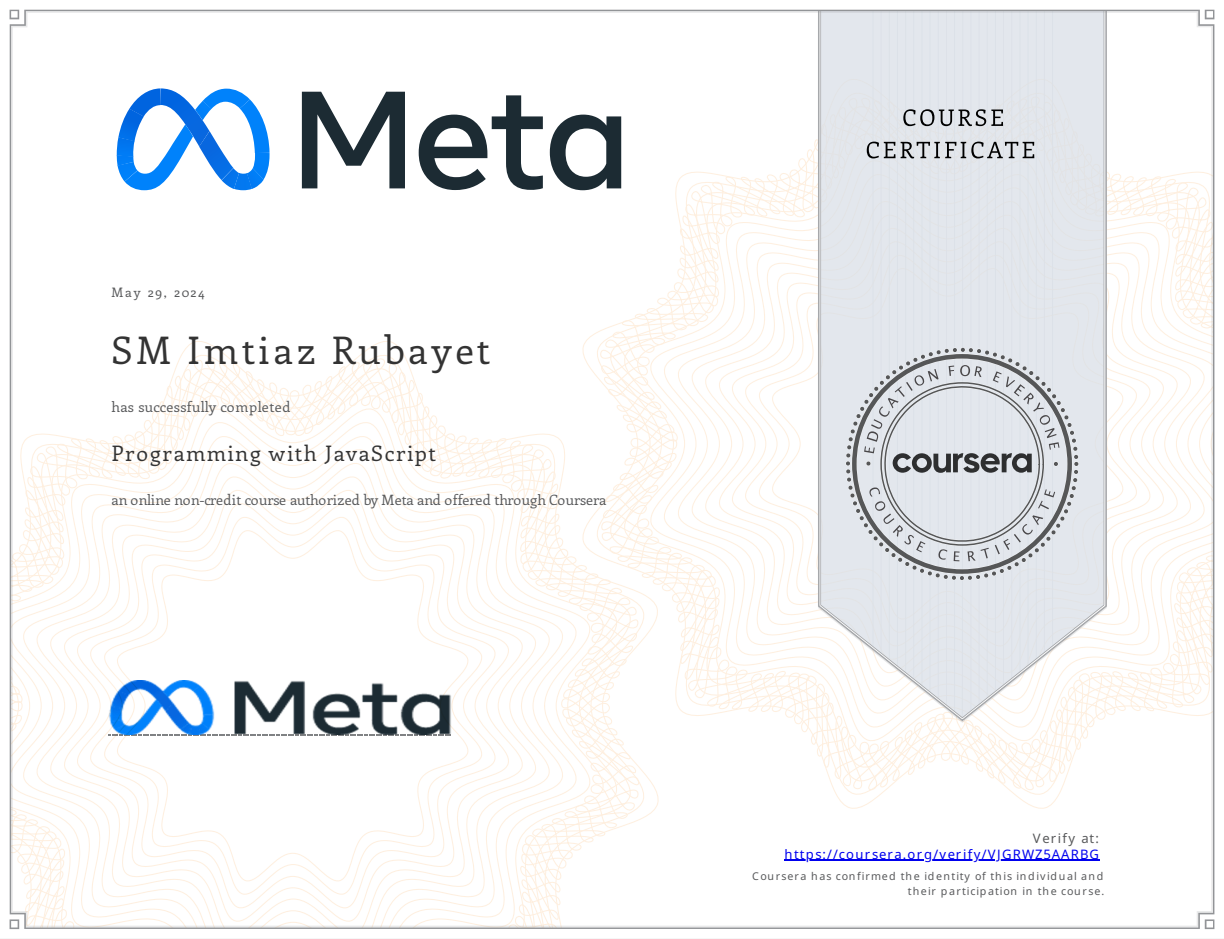 Meta
COURSE
CERTIFICATE
May 29, 2024
SM Imtiaz Rubayet
has successfully completed
Programming with JavaScript
an online non-credit course authorized by Meta and offered through Coursera
EDUCATION FOR EVERYONE
coursera
COURSE CERTIFICATE
Meta
Verify at:
https://coursera.org/verify/VJGRWZ5AARBG
Coursera has confirmed the identity of this individual and
their participation in the course.